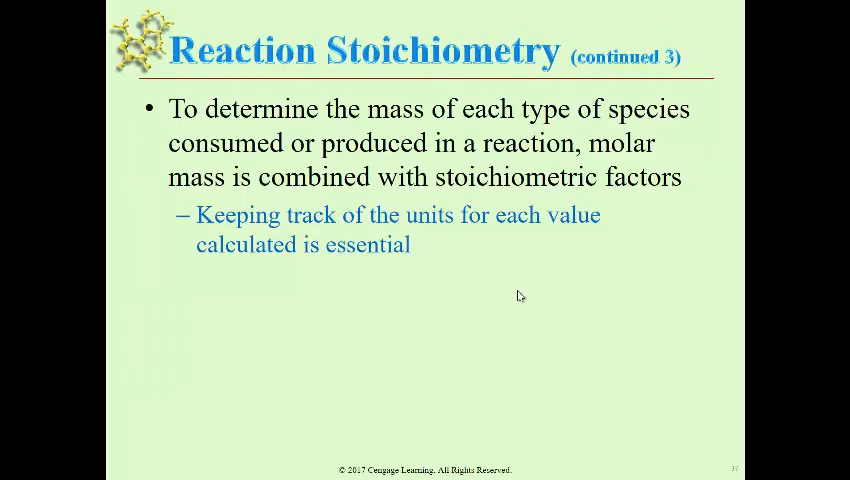 Reaction Stoichiometry (continued 3)
• To determine the mass of each type of species
consumed or produced in a reaction, molar
mass is combined with stoichiometric factors
– Keeping track of the units for each value
calculated is essential
© 2017 Cengage Learning. All Rights Reserved.
37